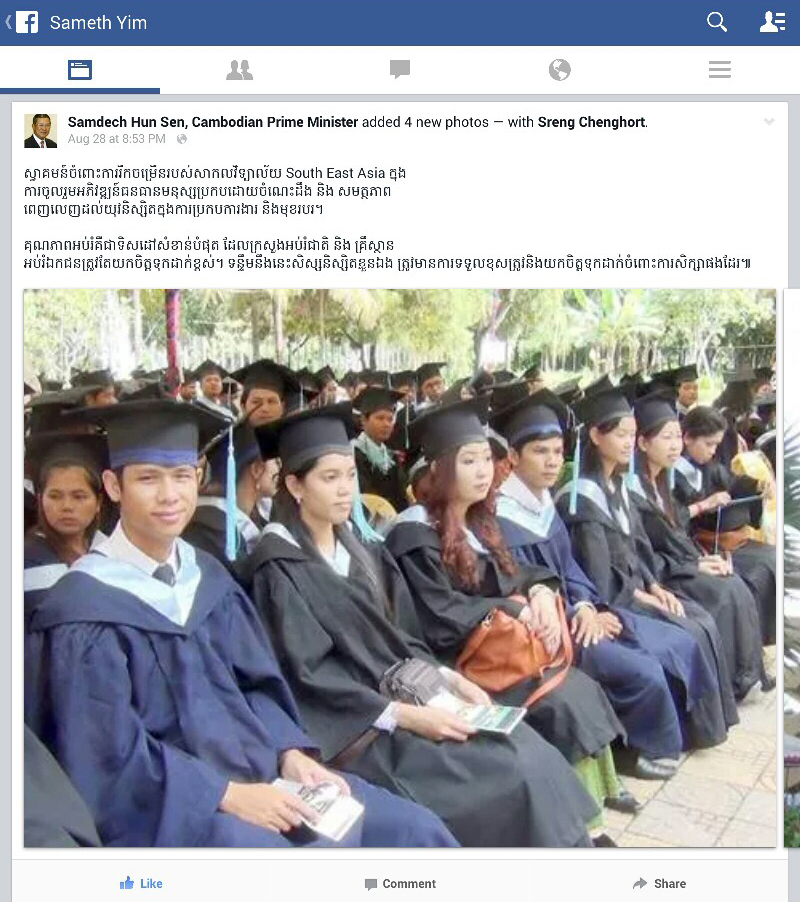 Sameth Yim
Samdech Hun Sen, Cambodian Prime Minister added 4 new photos — with Sreng Chenghort.
Aug 28 at 8:53 PM
ស្វាគមន៍ចំពោះការរីកចម្រើនរបស់សាកលវិទ្យាល័យ South East Asia ក្នុង
ការចូលរួមអភិវឌ្ឍន៍ធនធានមនុស្សប្រកបដោយចំណេះដឹង និង សមត្ថភាព
ពេញលេញដល់យុវនិស្សិតក្នុងការប្រកបការងារ និងមុខរបរ។
គុណភាពអប់រំគឺជាទិសដៅសំខាន់បំផុត ដែលក្រសួងអប់រំជាតិ និង គ្រឹស្ថាន
អប់រំឯកជនត្រូវតែយកចិត្តទុកដាក់ខ្ពស់។ ទន្ទឹមនឹងនេះសិស្សនិស្សិតខ្លួនឯង ត្រូវមានការទទួលខុសត្រូវនិងយកចិត្តទុកដាក់ចំពោះការសិក្សាផងដែរ៕
Like
Comment
Share